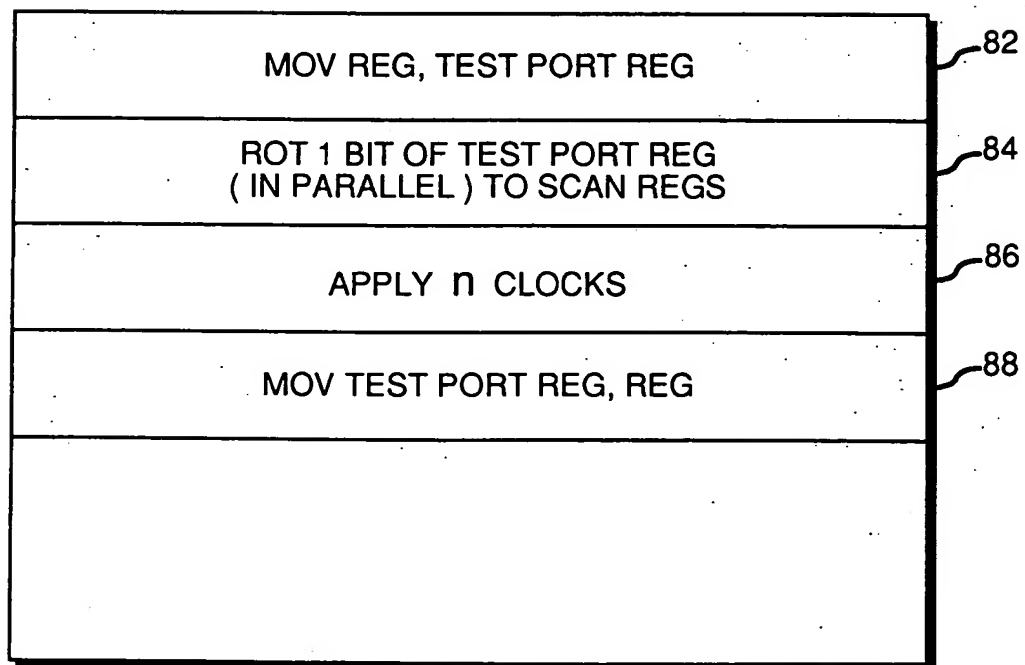 MOV REG, TEST PORT REG
82
ROT 1 BIT OF TEST PORT REG
( IN PARALLEL ) TO SCAN REGS
84
APPLY n CLOCKS
86
MOV TEST PORT REG, REG
88